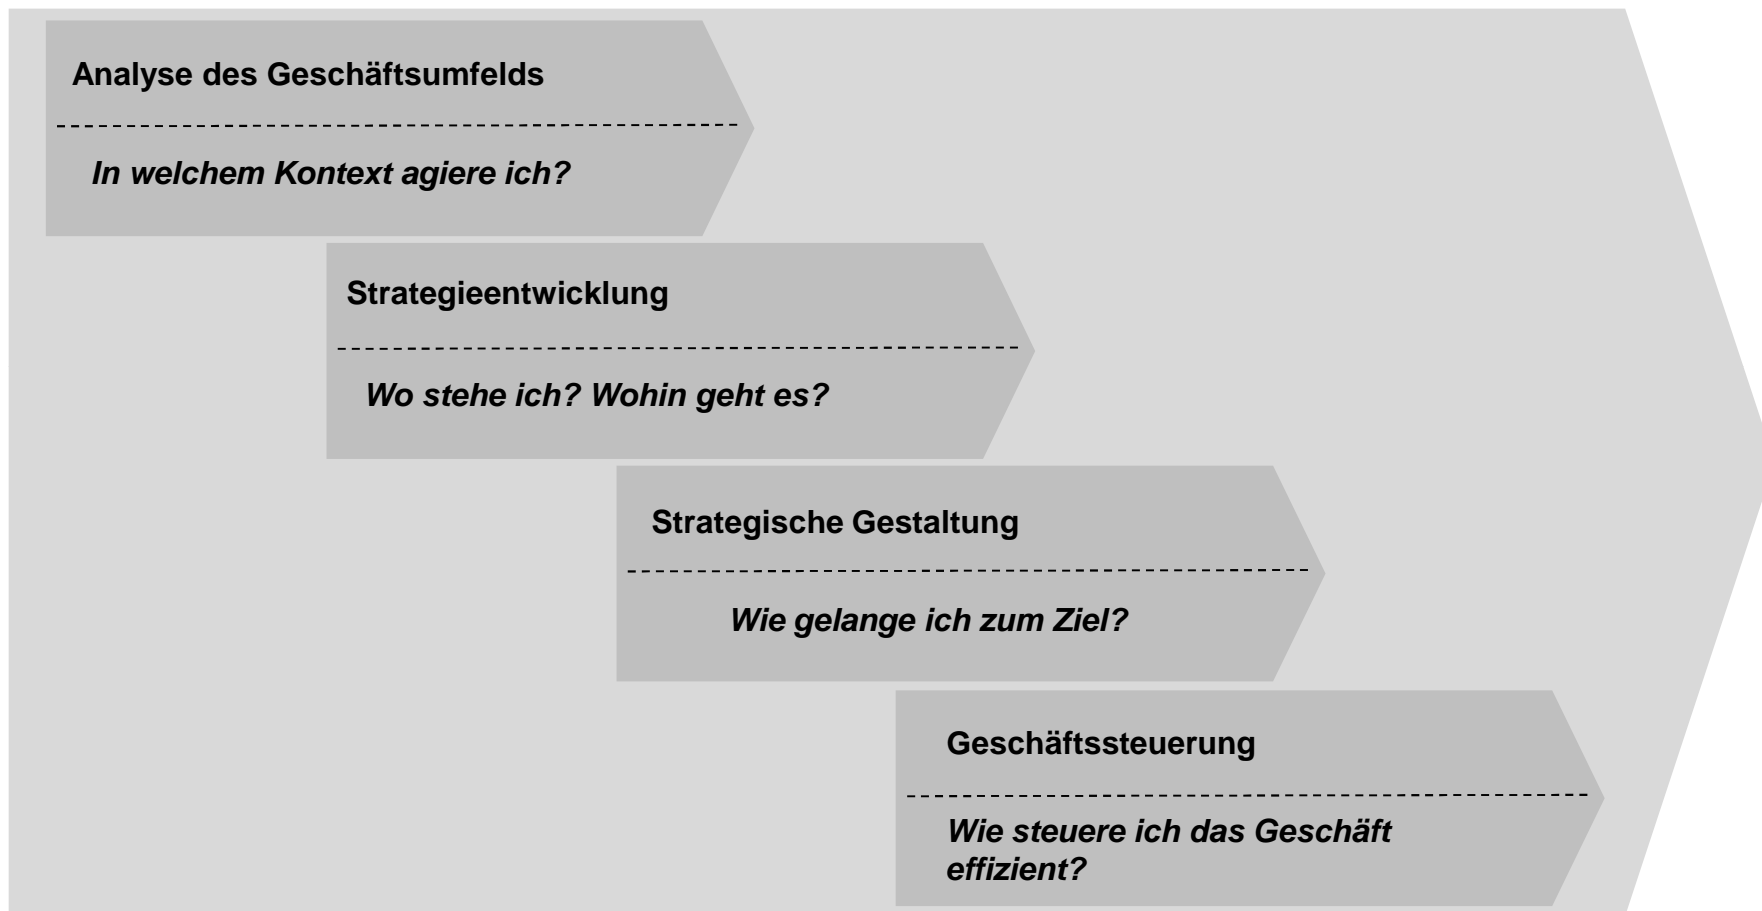 Analyse des Geschäftsumfelds
In welchem Kontext agiere ich?
Strategieentwicklung
Wo stehe ich? Wohin geht es?
Strategische Gestaltung
Wie gelange ich zum Ziel?
Geschäftssteuerung
Wie steuere ich das Geschäft
effizient?